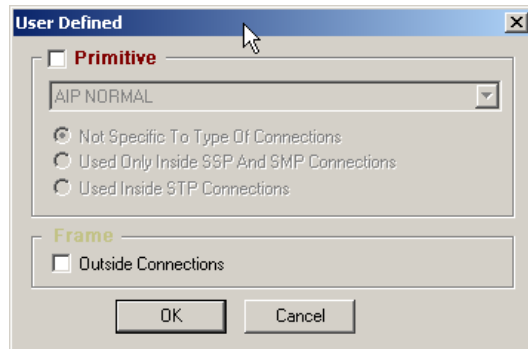 User Defined
Primitive
AIP NORMAL
Not Specific To Type Of Connections
Used Only Inside SSP And SMP Connections
Used Inside STP Connections
Frame
Outside Connections
OK Cancel